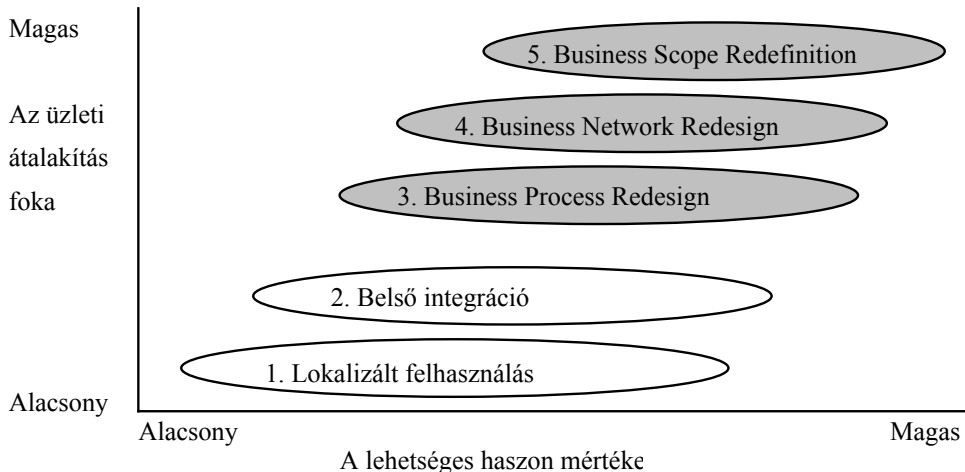 Magas
5. Business Scope Redefinition
Az üzleti
átalakítás
foka
4. Business Network Redesign
3. Business Process Redesign
2. Belső integráció
1. Lokalizált felhasználás
Alacsony
Alacsony
Magas
A lehetséges haszon mértéke